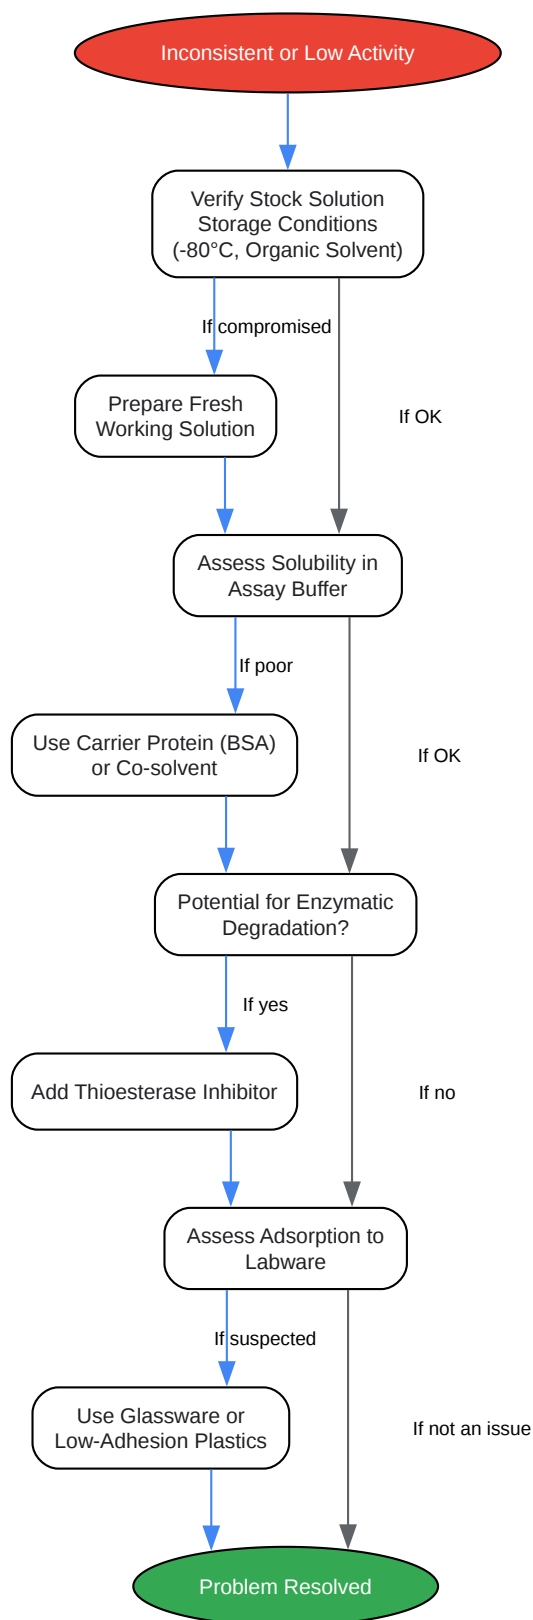 Inconsistent or Low Activity
Verify Stock Solution
Storage Conditions
(-80°C, Organic Solvent)
If compromised
Prepare Fresh
Working Solution
If OK
Assess Solubility in
Assay Buffer
If poor
Use Carrier Protein (BSA)
or Co-solvent
If OK
Potential for Enzymatic
Degradation?
If yes
Add Thioesterase Inhibitor
If no
Assess Adsorption to
Labware
If suspected
Use Glassware or
Low-Adhesion Plastics
If not an issue
Problem Resolved